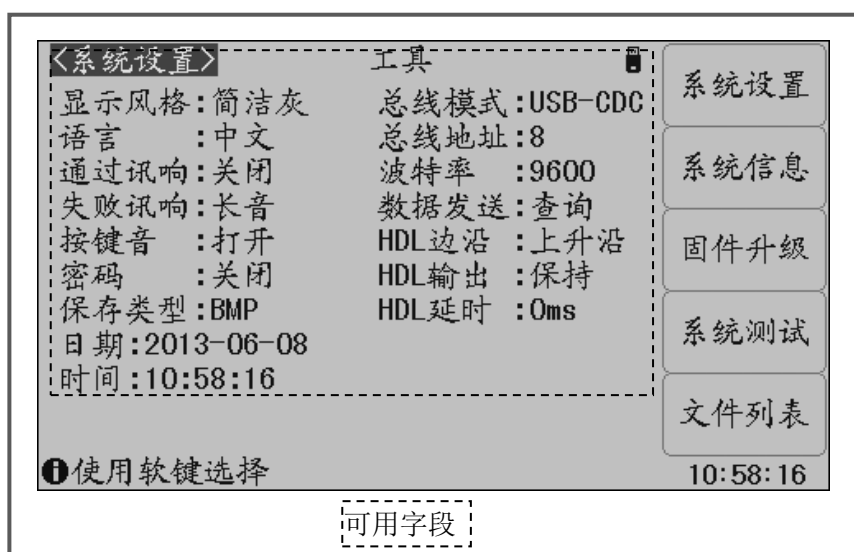 <系统设置> 工具
显示风格:简洁灰 总线模式:USB-CDC
语言 :中文 总线地址:8
通过讯响:关闭 波特率 :9600
失败讯响:长音 数据发送:查询
按键音 :打开 HDL边沿 :上升沿
密码 :关闭 HDL输出 :保持
保存类型:BMP HDL延时 :0ms
日期:2013-06-08
时间:10:58:16
系统设置
系统信息
固件升级
系统测试
文件列表
使用软键选择 10:58:16
可用字段